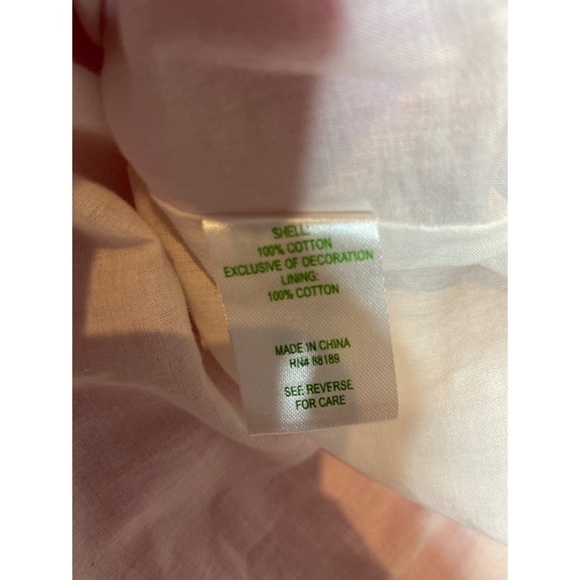 SHELL:
100% COTTON
EXCLUSIVE OF DECORATION
LINING:
100% COTTON
MADE IN CHINA
RN# 88189
SEE REVERSE
FOR CARE